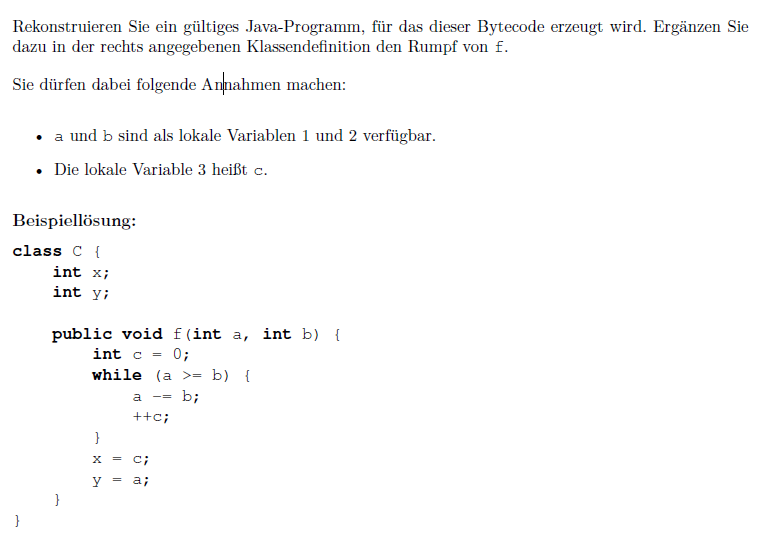 Rekonstruieren Sie ein gültiges Java-Programm, für das dieser Bytecode erzeugt wird. Ergänzen Sie
dazu in der rechts angegebenen Klassendefinition den Rumpf von f.
Sie dürfen dabei folgende Annahmen machen:
• a und b sind als lokale Variablen 1 und 2 verfügbar.
• Die lokale Variable 3 heißt c.
Beispiellösung:
class C {
    int x;
    int y;
    public void f(int a, int b) {
        int c = 0;
        while (a >= b) {
            a -= b;
            ++c;
        }
        x = c;
        y = a;
    }
}